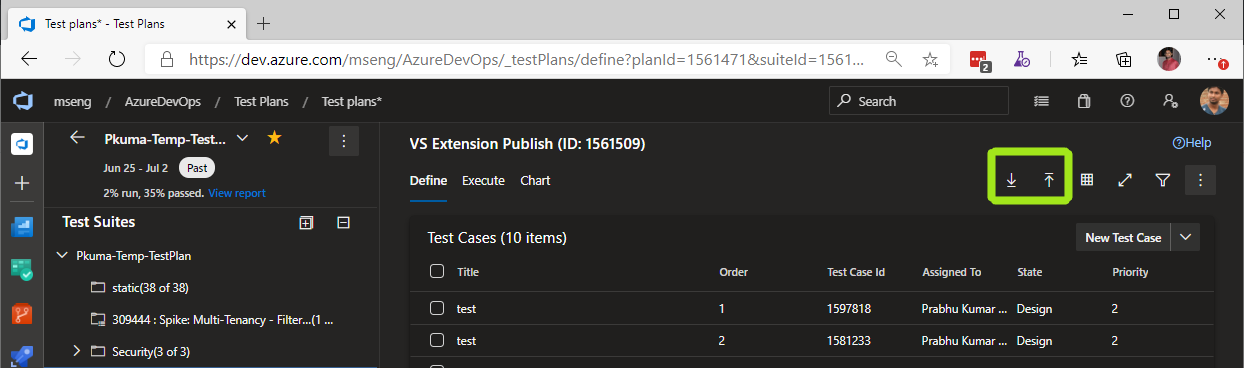 Test plans* - Test Plans
https://dev.azure.com/mseng/AzureDevOps/_testPlans/define?planId=1561471&suiteId=1561...
2
mseng / AzureDevOps / Test Plans / Test plans*
Search
Pkuma-Temp-Test...
Jun 25 - Jul 2 Past
2% run, 35% passed. View report
Test Suites
Pkuma-Temp-TestPlan
static(38 of 38)
309444 : Spike: Multi-Tenancy - Filter...(1 ...
Security(3 of 3)
VS Extension Publish (ID: 1561509)
Help
Define Execute Chart
Test Cases (10 items)
New Test Case
Title Order Test Case Id Assigned To State Priority
test 1 1597818 Prabhu Kumar ... Design 2
test 2 1581233 Prabhu Kumar ... Design 2